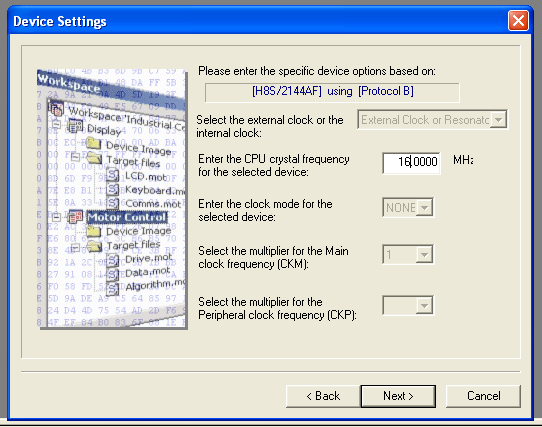 Device Settings
Please enter the specific device options based on:
[H8S/2144AF] using [Protocol B]
Select the external clock or the
internal clock:
External Clock or Resonatc
Enter the CPU crystal frequency
for the selected device:
16.0000 MHz
Enter the clock mode for the
selected device:
NONE
Select the multiplier for the Main
clock frequency (CKM):
1
Select the multiplier for the
Peripheral clock frequency (CKP):
Workspace
Workspace 'Industrial Co
Display
Device Image
Target files
LCD.mot
Keyboard.mo
Comms.mot
Motor Control
Device Image
Target files
Drive.mot
Data.mot
Algorithm.mot
< Back
Next >
Cancel